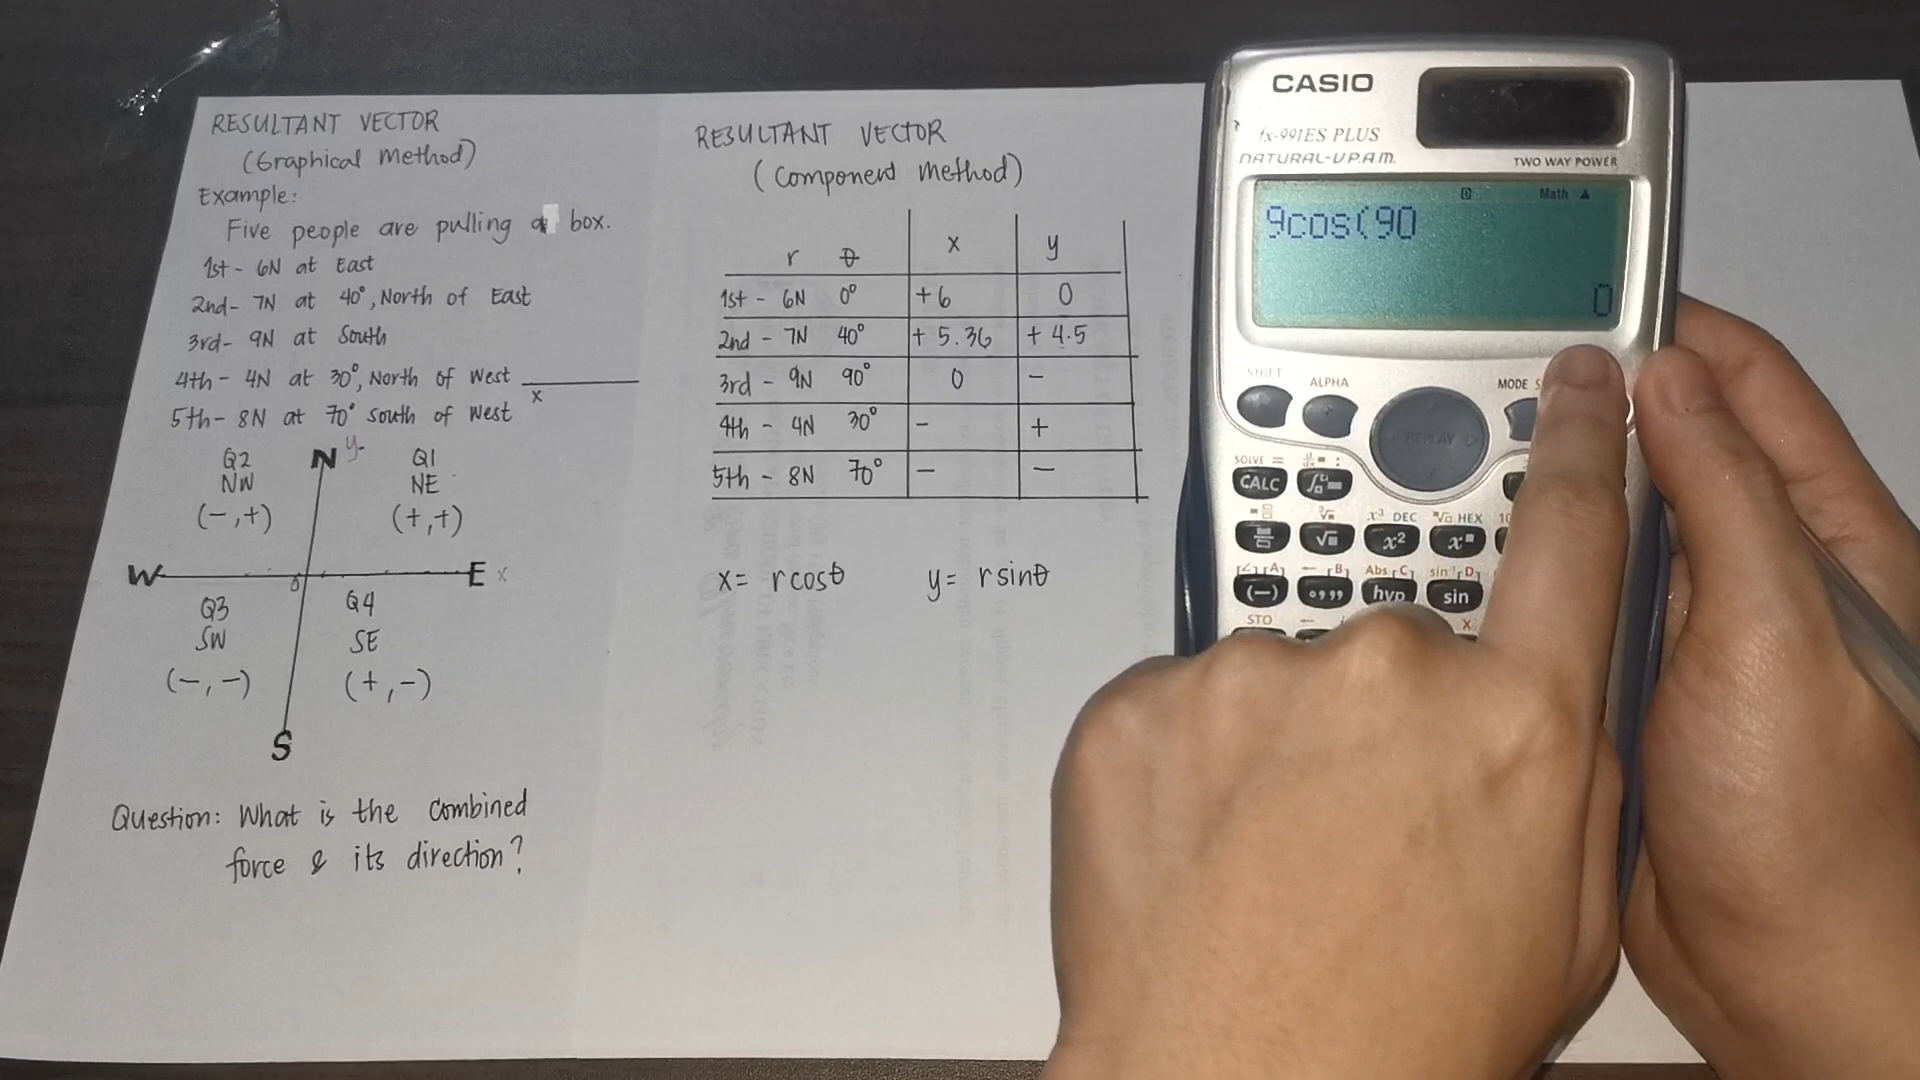 RESULTANT VECTOR
(Graphical Method)
Example:
Five people are pulling a box.
1st - 6N at East
2nd - 7N at 40°, North of East
3rd - 9N at South
4th - 4N at 30°, North of West
x
5th - 8N at 70° South of West
Q2 N y Q1
NW NE
(-,+) (+,+)
W E x
Q3 Q4
SW SE
(-,-) (+,-)
S
Question: What is the combined
force & its direction?
RESULTANT VECTOR
(Component Method)
r θ x y
1st - 6N 0° +6 0
2nd - 7N 40° + 5.36 + 4.5
3rd - 9N 90° 0 -
4th - 4N 30° - +
5th - 8N 70° - -
x = rcosθ y = rsinθ
CASIO
fx-991ES PLUS
NATURAL-V.P.A.M.
TWO WAY POWER
D Math ▲
9cos(90
0
SHIFT ALPHA MODE
REPLAY
SOLVE =
CALC
x³ DEC HEX
√ x²
(-) Abs C sin⁻¹ D
hyp sin
STO